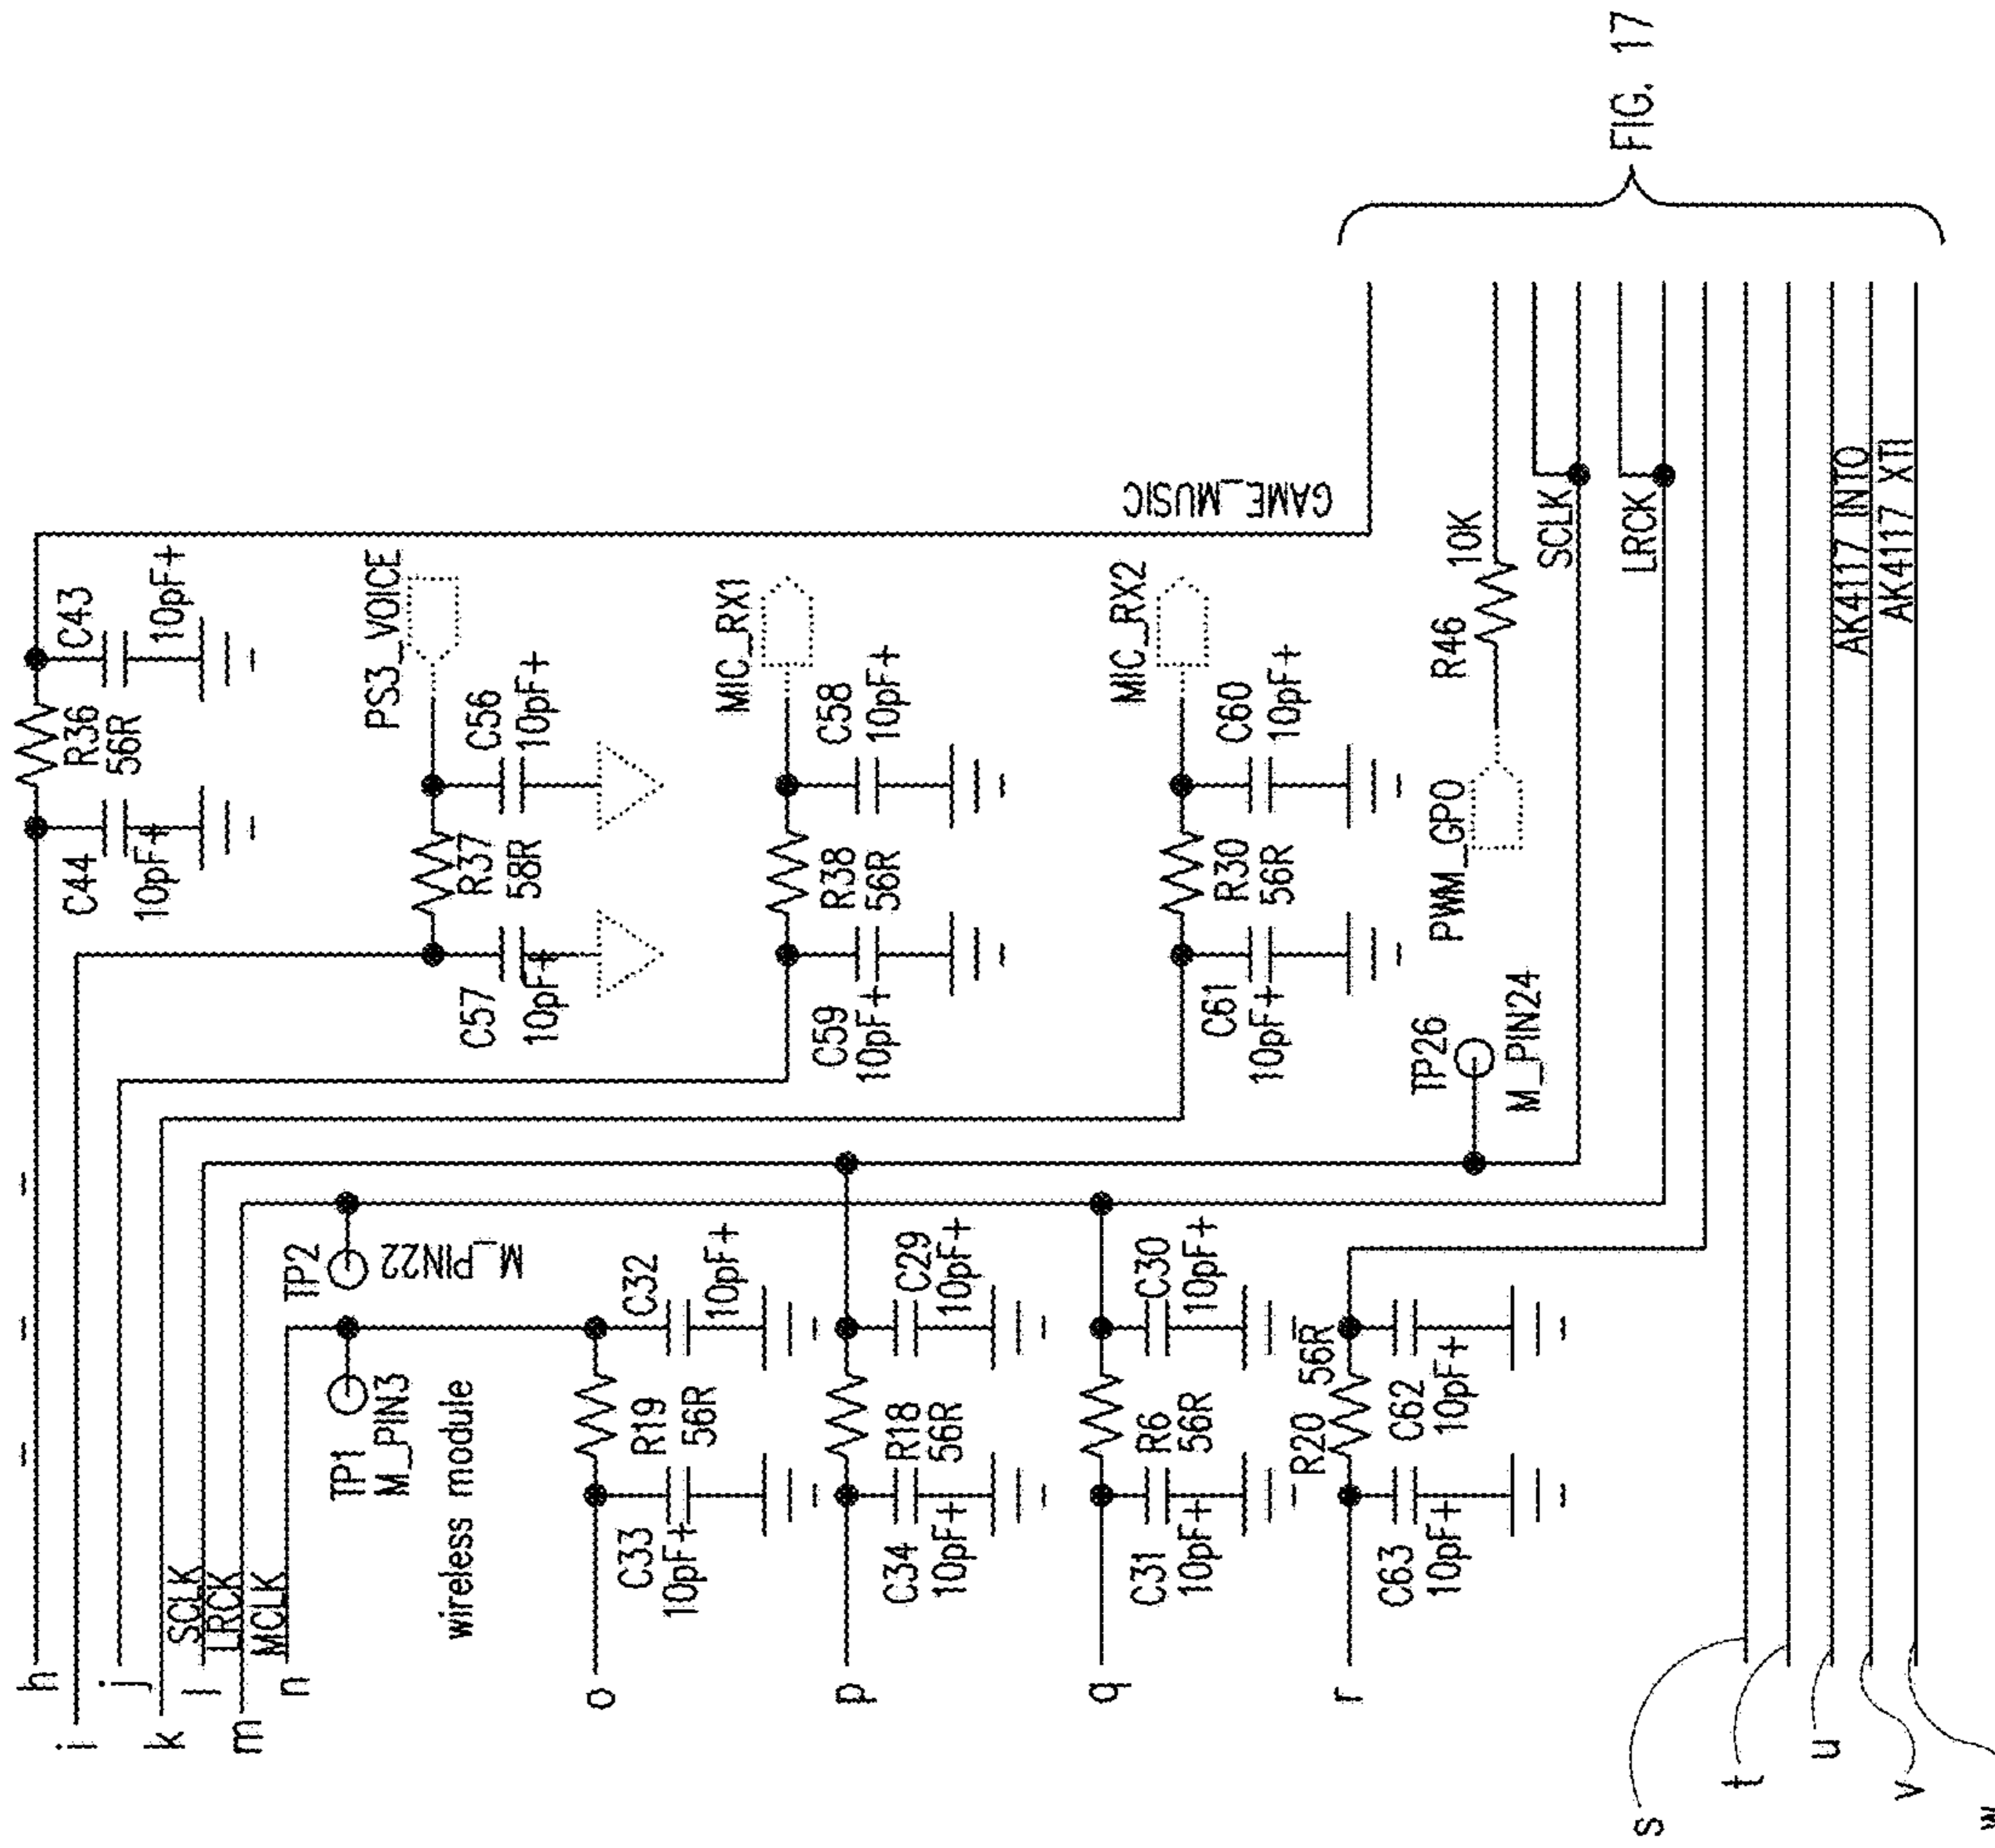 h
R36
56R
C43
10pF+
C44
10pF+
i
PS3_VOICE
R37
58R
C56
10pF+
C57
10pF+
j
MIC_RX1
R38
56R
C58
10pF+
C59
10pF+
k
MIC_RX2
R30
56R
C60
10pF+
C61
10pF+
GAME_MUSIC
l
SCLK
m
LRCK
n
MCLK
TP1
M_PIN3
TP2
M_PIN22
wireless module
o
R19
56R
C32
10pF+
C33
10pF+
p
R18
56R
C29
10pF+
C34
10pF+
q
R6
56R
C30
10pF+
C31
10pF+
r
R20
56R
C62
10pF+
C63
10pF+
TP26
M_PIN24
PWM_GPO
R46
10K
SCLK
LRCK
AK4117 INTO
AK4117 XTI
s
t
u
v
w
FIG. 17